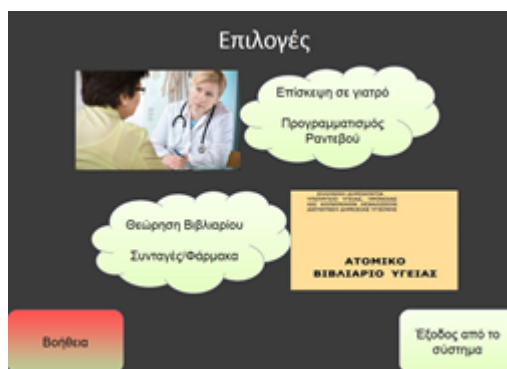 Επιλογές
Επίσκεψη σε γιατρό
Προγραμματισμός
Ραντεβού
Θεώρηση Βιβλιαρίου
Συνταγές/Φάρμακα
ΑΤΟΜΙΚΟ
ΒΙΒΛΙΑΡΙΟ ΥΓΕΙΑΣ
Βοήθεια
Έξοδος από το
σύστημα